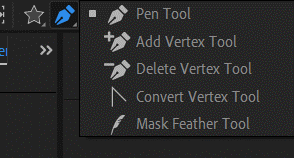 Pen Tool
Add Vertex Tool
Delete Vertex Tool
Convert Vertex Tool
Mask Feather Tool